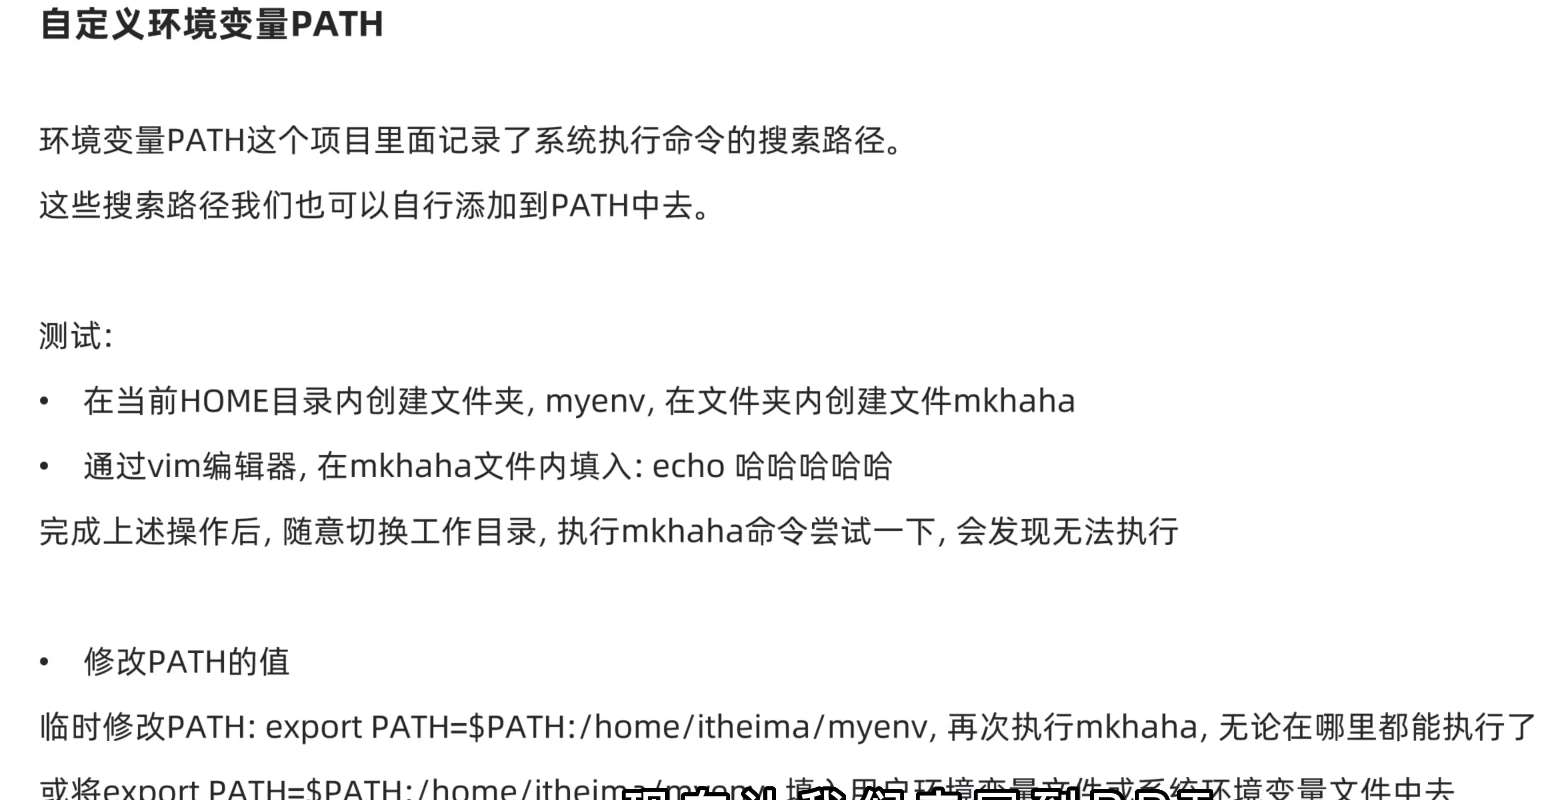 自定义环境变量PATH
环境变量PATH这个项目里面记录了系统执行命令的搜索路径。
这些搜索路径我们也可以自行添加到PATH中去。
测试:
• 在当前HOME目录内创建文件夹, myenv, 在文件夹内创建文件mkhaha
• 通过vim编辑器, 在mkhaha文件内填入: echo 哈哈哈哈哈
完成上述操作后, 随意切换工作目录, 执行mkhaha命令尝试一下, 会发现无法执行
• 修改PATH的值
临时修改PATH: export PATH=$PATH:/home/itheima/myenv, 再次执行mkhaha, 无论在哪里都能执行了
或将export PATH=$PATH:/home/itheima/myenv, 填入用户环境变量文件或系统环境变量文件中去